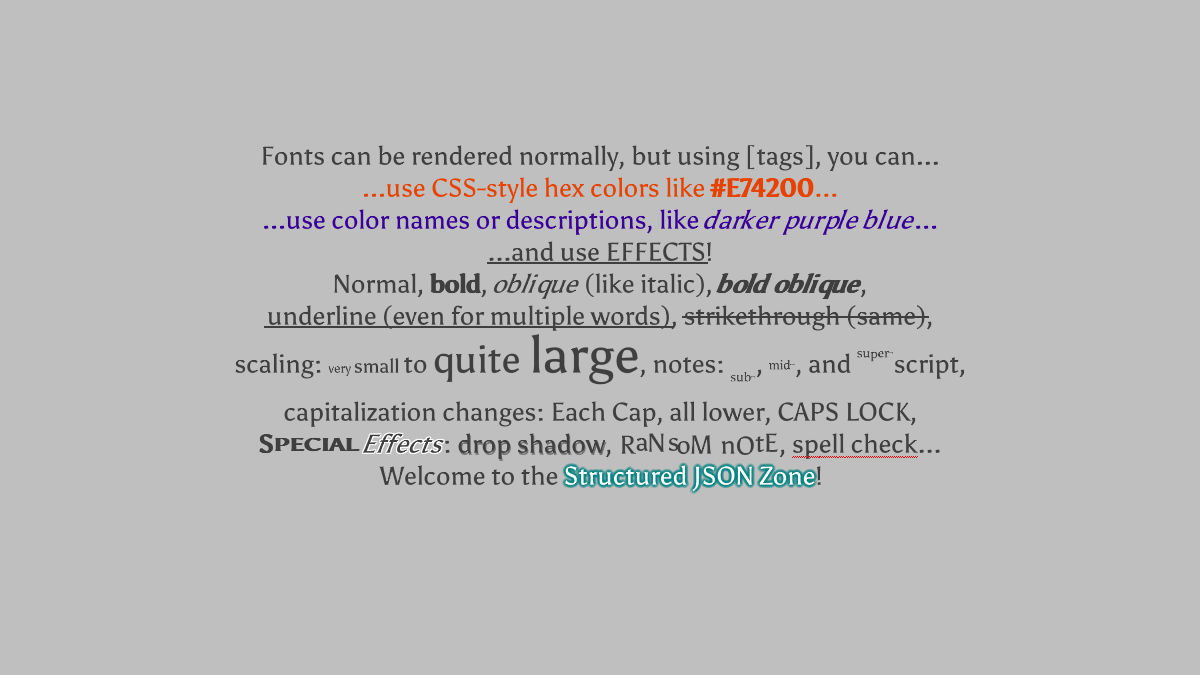 Fonts can be rendered normally, but using [tags], you can...
...use CSS-style hex colors like #E74200...
...use color names or descriptions, like darker purple blue...
...and use EFFECTS!
Normal, bold, oblique (like italic), bold oblique,
underline (even for multiple words), strikethrough (same),
scaling: very small to quite large, notes: sub-, mid-, and super-script,
capitalization changes: Each Cap, all lower, CAPS LOCK,
SPECIAL Effects: drop shadow, RaNsoM nOtE, spell check...
Welcome to the Structured JSON Zone!